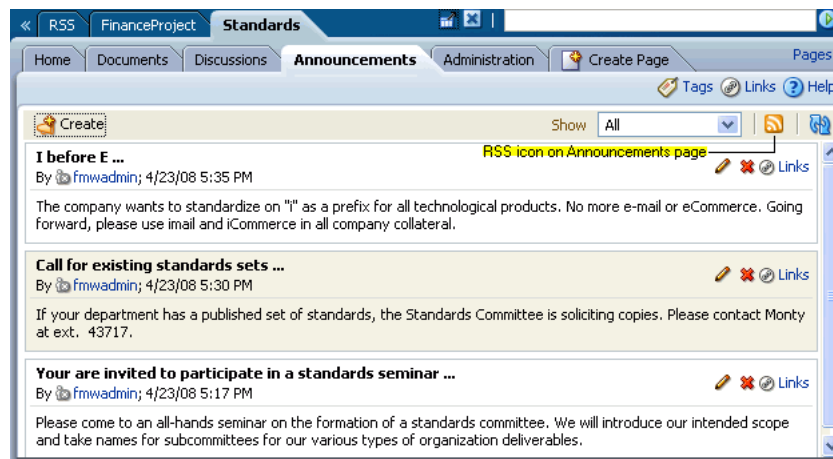 « RSS FinanceProject Standards
Home Documents Discussions Announcements Administration Create Page Pages
Tags Links Help
Create Show All
RSS icon on Announcements page
I before E ...
By fmwadmin; 4/23/08 5:35 PM Links
The company wants to standardize on "i" as a prefix for all technological products. No more e-mail or eCommerce. Going
forward, please use imail and iCommerce in all company collateral.
Call for existing standards sets ...
By fmwadmin; 4/23/08 5:30 PM Links
If your department has a published set of standards, the Standards Committee is soliciting copies. Please contact Monty
at ext. 43717.
Your are invited to participate in a standards seminar ...
By fmwadmin; 4/23/08 5:17 PM Links
Please come to an all-hands seminar on the formation of a standards committee. We will introduce our intended scope
and take names for subcommittees for our various types of organization deliverables.